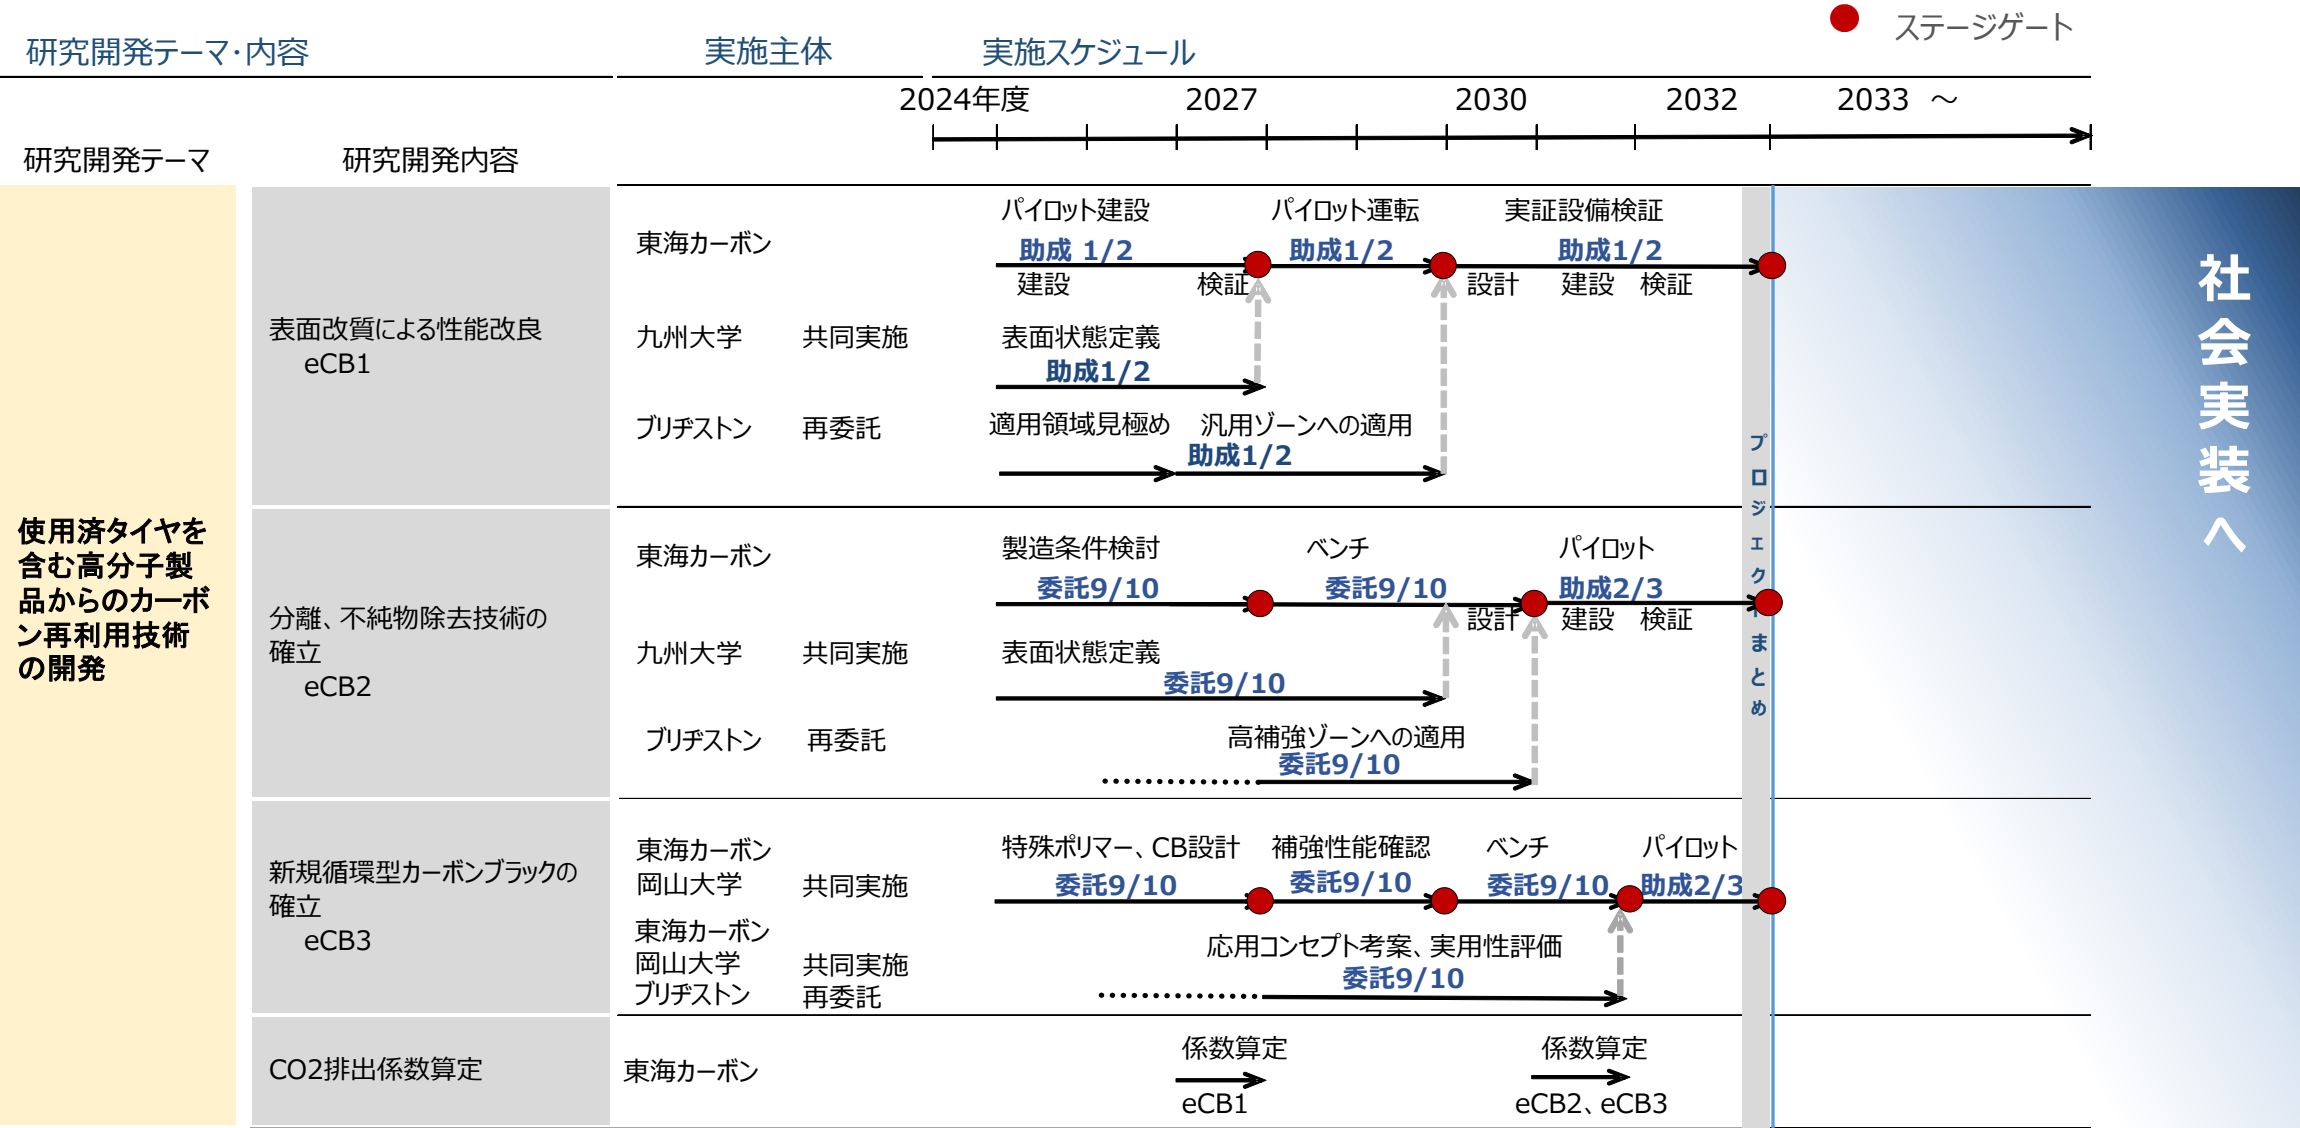 ステージゲート
研究開発テーマ・内容
実施主体
実施スケジュール
2024年度
2027
2030
2032
2033 ～
研究開発テーマ
研究開発内容
使用済タイヤを
含む高分子製
品からのカーボ
ン再利用技術
の開発
表面改質による性能改良
eCB1
東海カーボン
パイロット建設
パイロット運転
実証設備検証
助成 1/2
助成1/2
助成1/2
建設
検証
設計
建設
検証
九州大学
共同実施
表面状態定義
助成1/2
ブリヂストン
再委託
適用領域見極め
汎用ゾーンへの適用
助成1/2
分離、不純物除去技術の
確立
eCB2
東海カーボン
製造条件検討
ベンチ
パイロット
委託9/10
委託9/10
助成2/3
設計
建設
検証
九州大学
共同実施
表面状態定義
委託9/10
ブリヂストン
再委託
高補強ゾーンへの適用
委託9/10
新規循環型カーボンブラックの
確立
eCB3
東海カーボン
岡山大学
共同実施
特殊ポリマー、CB設計
補強性能確認
ベンチ
パイロット
委託9/10
委託9/10
委託9/10
助成2/3
東海カーボン
岡山大学
共同実施
ブリヂストン
再委託
応用コンセプト考案、実用性評価
委託9/10
CO2排出係数算定
東海カーボン
係数算定
eCB1
係数算定
eCB2、eCB3
プロジェクトまとめ
社会実装へ